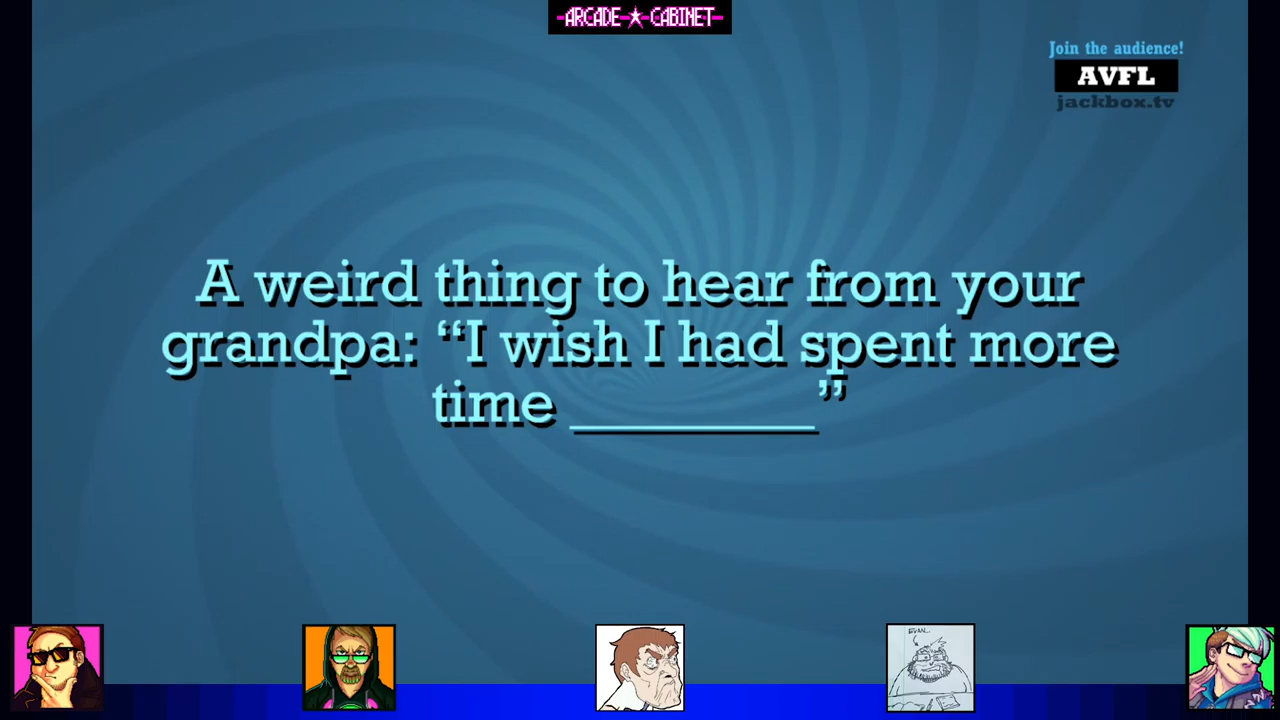 -ARCADE★CABINET-
Join the audience!
AVFL
jackbox.tv
A weird thing to hear from your
grandpa: “I wish I had spent more
time ________”
EVAN